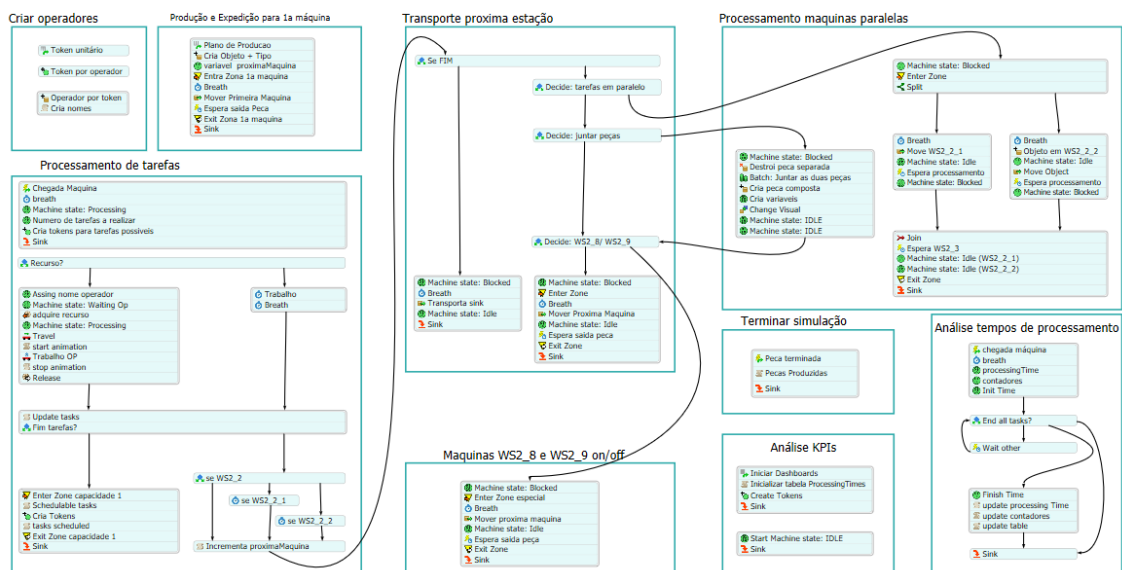 Criar operadores
Token unitário
Token por operador
Operador por token
Cria nomes
Produção e Expedição para 1a máquina
Plano de Producao
Cria Objeto + Tipo
variavel proximaMaquina
Entra Zona 1a maquina
Breath
Mover Primeira Maquina
Espera saida Peca
Exit Zona 1a maquina
Sink
Processamento de tarefas
Chegada Maquina
breath
Machine state: Processing
Numero de tarefas a realizar
Cria tokens para tarefas possiveis
Sink
Recurso?
Assing nome operador
Machine state: Waiting Op
adquire recurso
Machine state: Processing
Travel
start animation
Trabalho OP
stop animation
Release
Trabalho
Breath
Update tasks
Fim tarefas?
Enter Zone capacidade 1
Schedulable tasks
Cria Tokens
tasks scheduled
Exit Zone capacidade 1
Sink
se WS2_2
se WS2_2_1
se WS2_2_2
Incrementa proximaMaquina
Transporte proxima estação
Se FIM
Decide: tarefas em paralelo
Decide: Juntar peças
Decide: WS2_8/ WS2_9
Machine state: Blocked
Breath
Transporta sink
Machine state: Idle
Sink
Machine state: Blocked
Enter Zone
Breath
Mover Proxima Maquina
Machine state: Idle
Espera saida peca
Exit Zone
Sink
Maquinas WS2_8 e WS2_9 on/off
Machine state: Blocked
Enter Zone especial
Breath
Mover proxima maquina
Machine state: Idle
Espera saida peça
Exit Zone
Sink
Processamento maquinas paralelas
Machine state: Blocked
Enter Zone
Split
Breath
Move WS2_2_1
Machine state: Idle
Espera processamento
Machine state: Blocked
Breath
Objeto em WS2_2_2
Machine state: Idle
Move Object
Espera processamento
Machine state: Blocked
Machine state: Blocked
Destroi peca separada
Batch: Juntar as duas peças
Cria peca composta
Cria variaveis
Change Visual
Machine state: IDLE
Machine state: IDLE
Join
Espera WS2_3
Machine state: Idle (WS2_2_1)
Machine state: Idle (WS2_2_2)
Exit Zone
Sink
Terminar simulação
Peca terminada
Pecas Produzidas
Sink
Análise KPIs
Iniciar Dashboards
Inicializar tabela ProcessingTimes
Create Tokens
Sink
Start Machine state: IDLE
Sink
Análise tempos de processamento
chegada máquina
breath
processingTime
contadores
Init Time
End all tasks?
Wait other
Finish Time
update processing Time
update contadores
update table
Sink